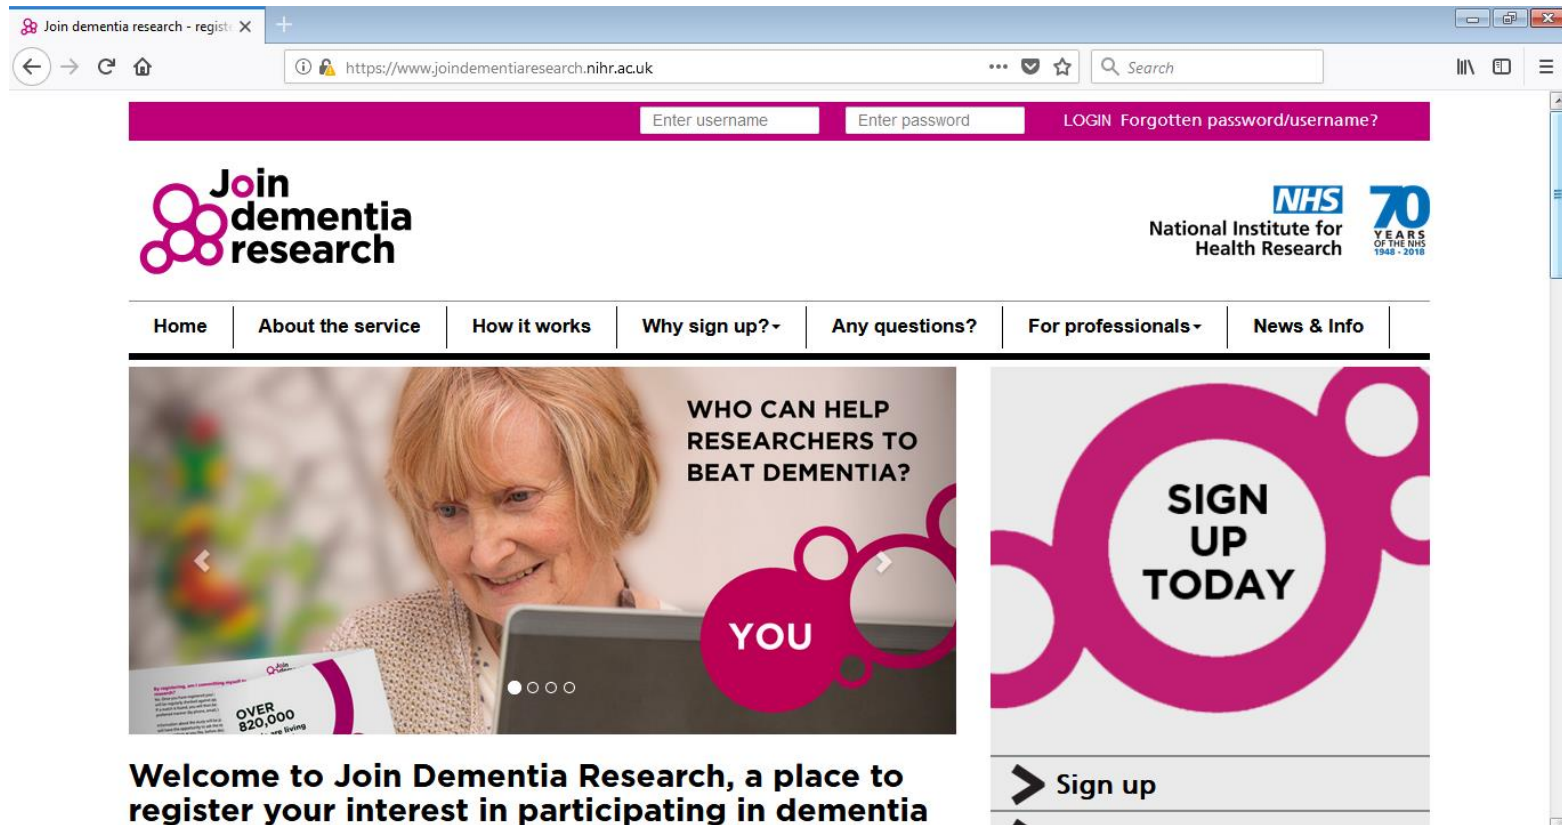 Join dementia research - regist
https://www.joindementiaresearch.nihr.ac.uk
Search
Enter username
Enter password
LOGIN Forgotten password/username?
Join
dementia
research
NHS
National Institute for
Health Research
70
YEARS
OF THE NHS
1948 - 2018
Home
About the service
How it works
Why sign up?
Any questions?
For professionals
News & Info
WHO CAN HELP
RESEARCHERS TO
BEAT DEMENTIA?
YOU
OVER
820,000
living
SIGN
UP
TODAY
Welcome to Join Dementia Research, a place to
register your interest in participating in dementia
Sign up